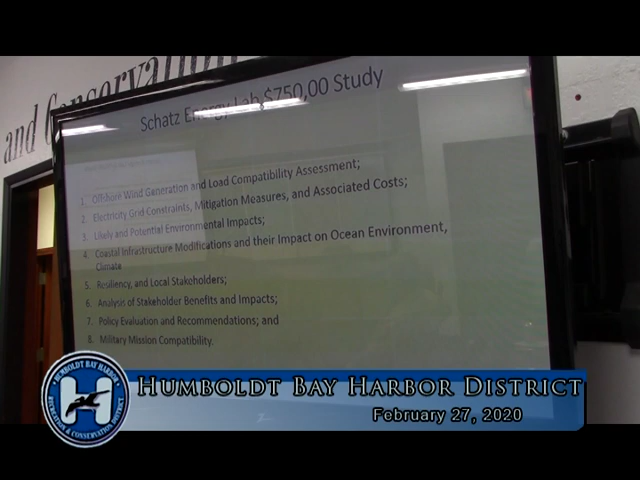 and Conservation
Schatz Energy Lab $750,00 Study
1. Offshore Wind Generation and Load Compatibility Assessment;
2. Electricity Grid Constraints, Mitigation Measures, and Associated Costs;
3. Likely and Potential Environmental Impacts;
4. Coastal Infrastructure Modifications and their Impact on Ocean Environment,
Climate
5. Resiliency, and Local Stakeholders;
6. Analysis of Stakeholder Benefits and Impacts;
7. Policy Evaluation and Recommendations; and
8. Military Mission Compatibility.
HUMBOLDT BAY HARBOR
RECREATION & CONSERVATION DISTRICT
H
HUMBOLDT BAY HARBOR DISTRICT
February 27, 2020